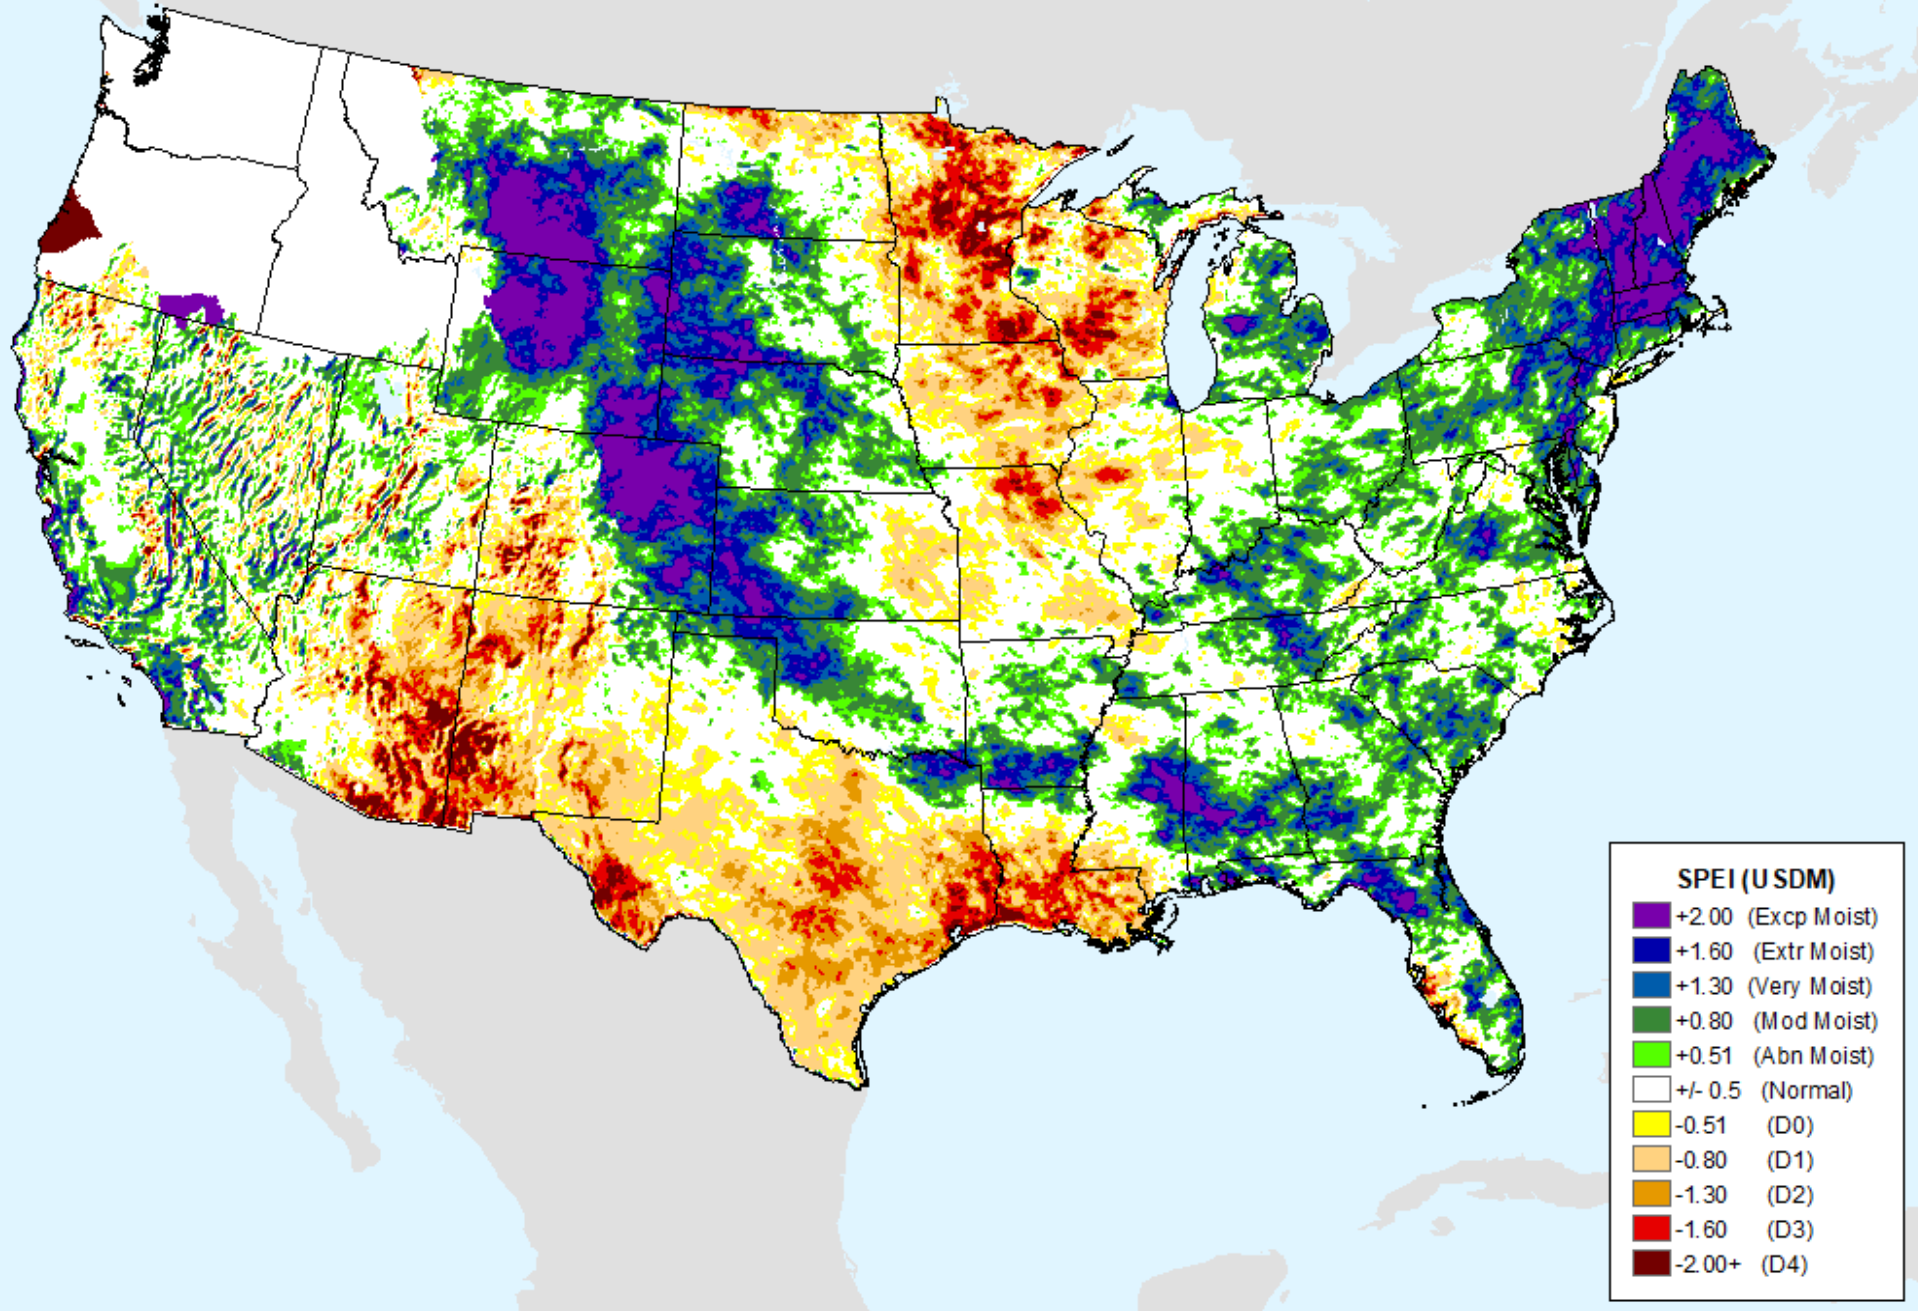 SPEI (USDM)
+2.00 (Excp Moist)
+1.60 (Extr Moist)
+1.30 (Very Moist)
+0.80 (Mod Moist)
+0.51 (Abn Moist)
+/- 0.5 (Normal)
-0.51 (D0)
-0.80 (D1)
-1.30 (D2)
-1.60 (D3)
-2.00+ (D4)